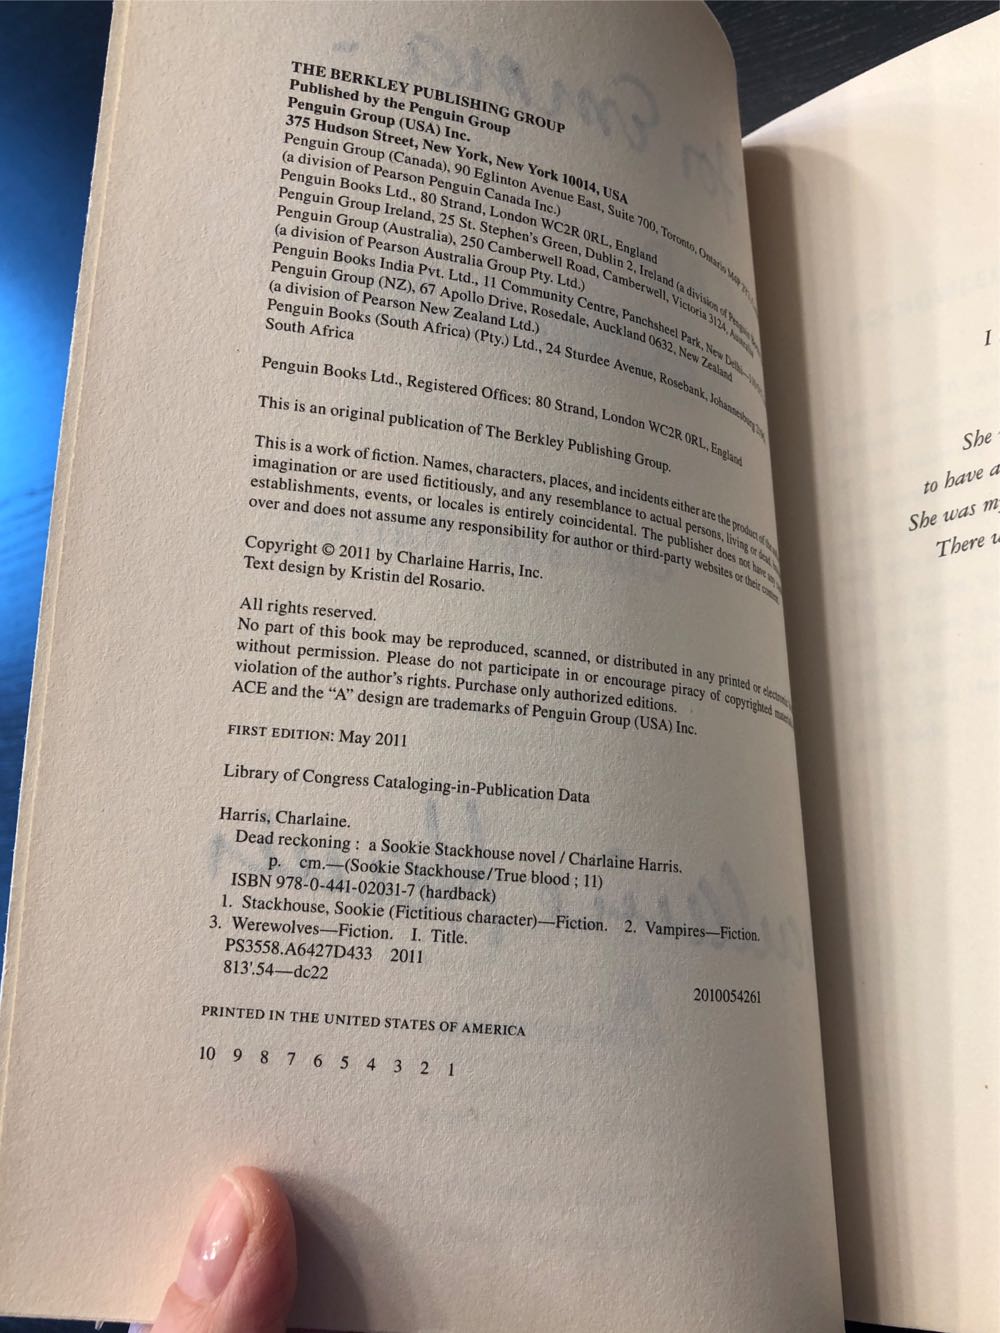 THE BERKLEY PUBLISHING GROUP
Published by the Penguin Group
Penguin Group (USA) Inc.
375 Hudson Street, New York, New York 10014, USA
Penguin Group (Canada), 90 Eglinton Avenue East, Suite 700, Toronto, Ontario
(a division of Pearson Penguin Canada Inc.)
Penguin Books Ltd., 80 Strand, London WC2R 0RL, England
Penguin Group Ireland, 25 St. Stephen's Green, Dublin 2, Ireland (a division of Penguin
Penguin Group (Australia), 250 Camberwell Road, Camberwell, Victoria 3124, Australia
(a division of Pearson Australia Group Pty. Ltd.)
Penguin Books India Pvt. Ltd., 11 Community Centre, Panchsheel Park, New Delhi
Penguin Group (NZ), 67 Apollo Drive, Rosedale, Auckland 0632, New Zealand
(a division of Pearson New Zealand Ltd.)
Penguin Books (South Africa) (Pty.) Ltd., 24 Sturdee Avenue, Rosebank, Johannesburg
South Africa
Penguin Books Ltd., Registered Offices: 80 Strand, London WC2R 0RL, England
This is an original publication of The Berkley Publishing Group.
This is a work of fiction. Names, characters, places, and incidents either are the product of the
imagination or are used fictitiously, and any resemblance to actual persons, living or dead,
establishments, events, or locales is entirely coincidental. The publisher does not have any
over and does not assume any responsibility for author or third-party websites or their content.
Copyright © 2011 by Charlaine Harris, Inc.
Text design by Kristin del Rosario.
All rights reserved.
No part of this book may be reproduced, scanned, or distributed in any printed or electronic
without permission. Please do not participate in or encourage piracy of copyrighted materials
violation of the author's rights. Purchase only authorized editions.
ACE and the “A” design are trademarks of Penguin Group (USA) Inc.
FIRST EDITION: May 2011
Library of Congress Cataloging-in-Publication Data
Harris, Charlaine.
Dead reckoning : a Sookie Stackhouse novel / Charlaine Harris.
p. cm.—(Sookie Stackhouse/True blood ; 11)
ISBN 978-0-441-02031-7 (hardback)
1. Stackhouse, Sookie (Fictitious character)—Fiction. 2. Vampires—Fiction.
3. Werewolves—Fiction. I. Title.
PS3558.A6427D433 2011
813'.54—dc22
2010054261
PRINTED IN THE UNITED STATES OF AMERICA
10 9 8 7 6 5 4 3 2 1
I
She
to have a
She was my
There